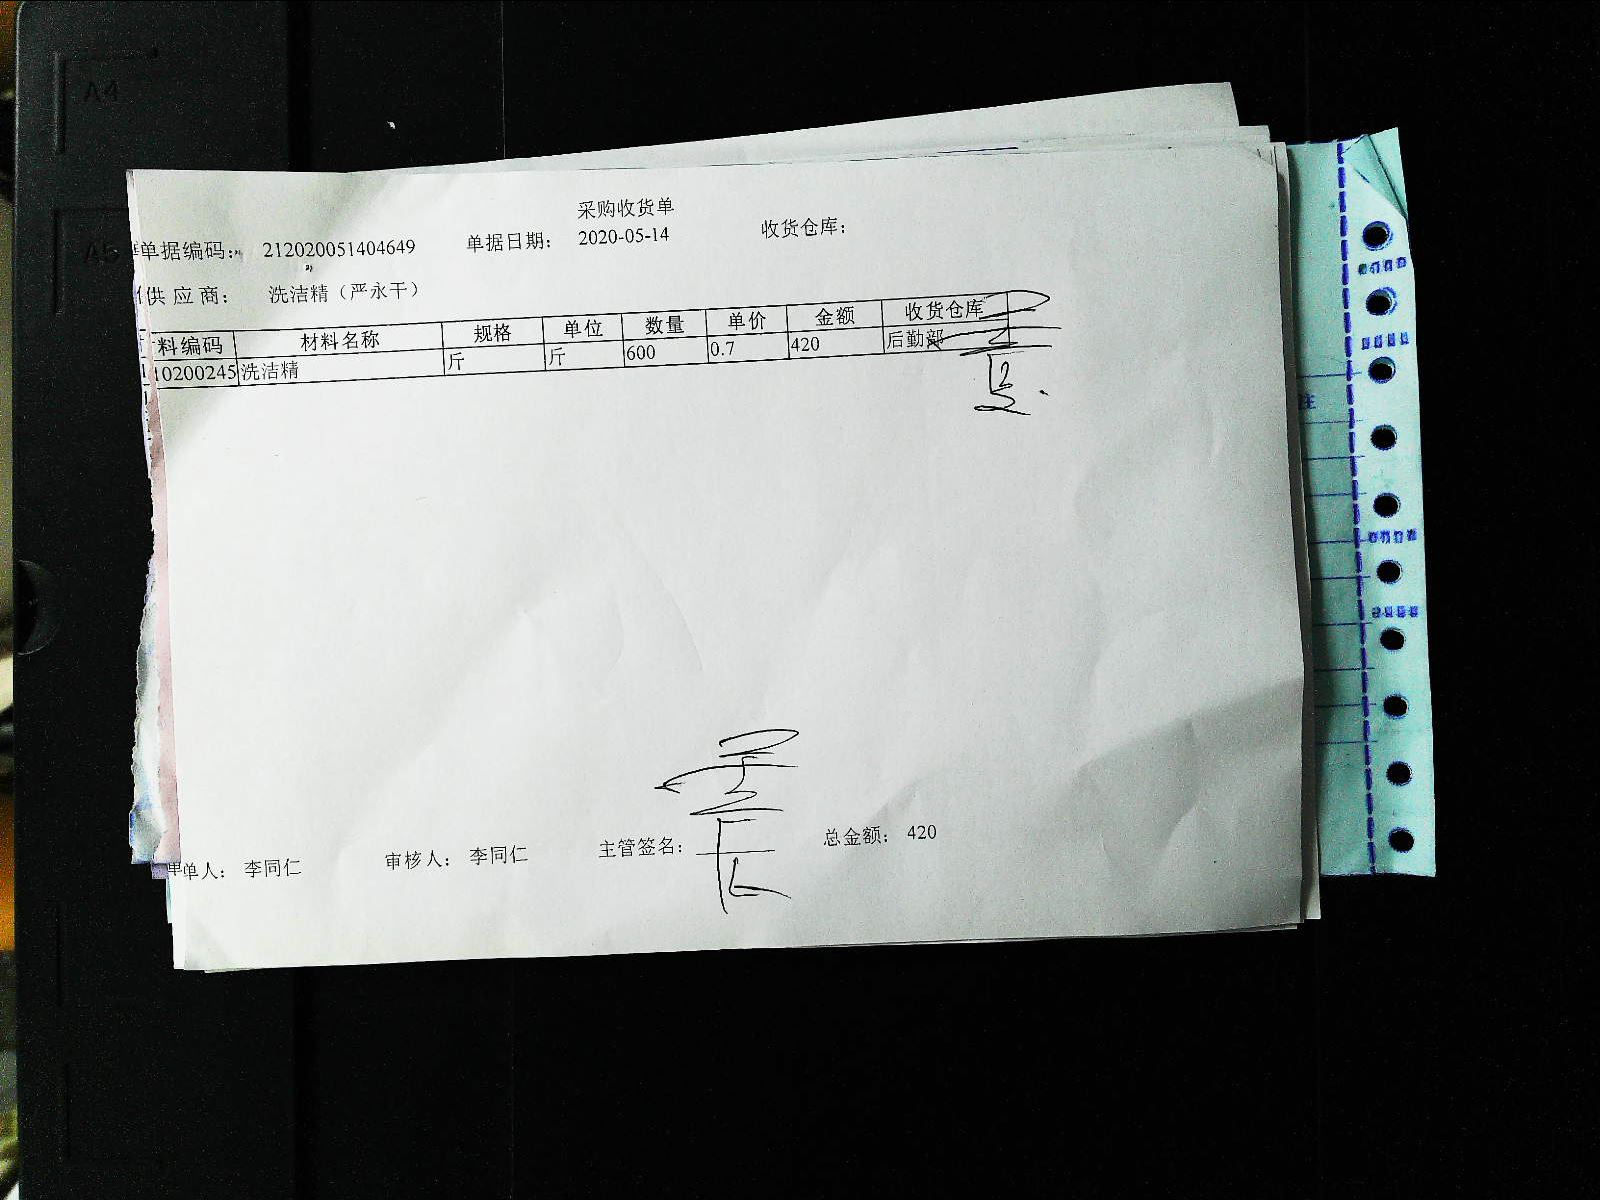 采购收货单
单据编码： 212020051404649 单据日期： 2020-05-14 收货仓库：
供应商： 洗洁精（严永干）
料编码 材料名称 规格 单位 数量 单价 金额 收货仓库
10200245 洗洁精 斤 斤 600 0.7 420 后勤部
单人： 李同仁 审核人： 李同仁 主管签名： 总金额： 420
A4
A5
注